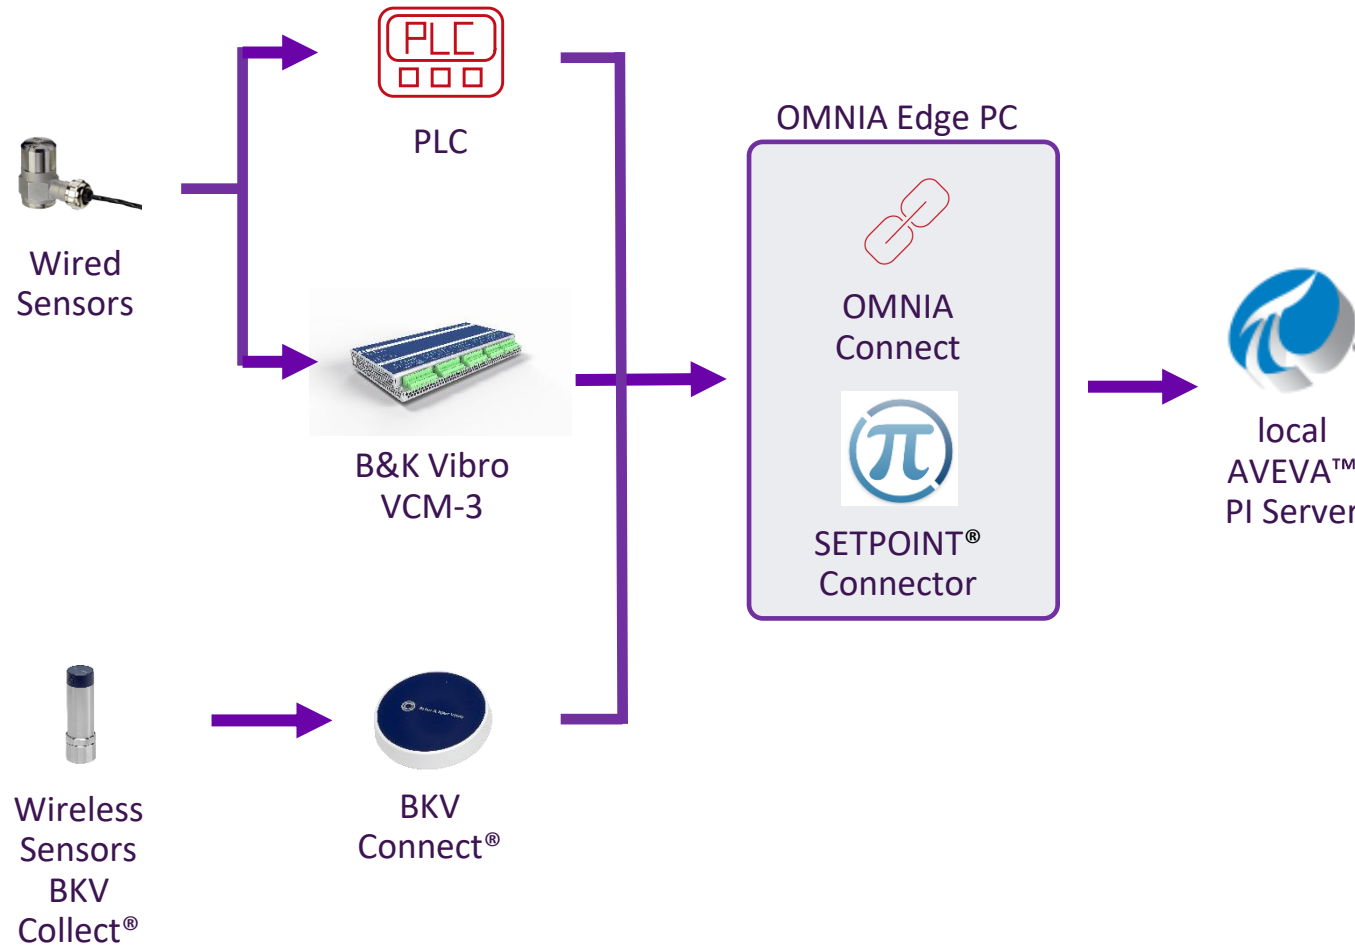 PLC
PLC
OMNIA Edge PC
Wired
Sensors
OMNIA
Connect
B&K Vibro
VCM-3
π
SETPOINT®
Connector
local
AVEVA™
PI Server
Wireless
Sensors
BKV
Collect®
BKV
Connect®